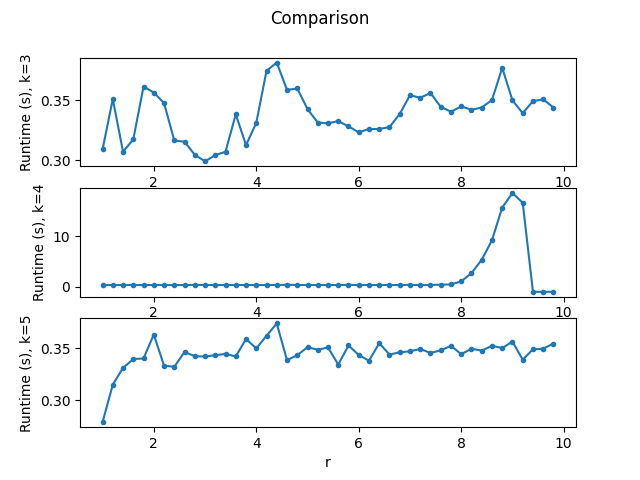 Comparison
Runtime (s), k=3
0.35
0.30
2 4 6 8 10
Runtime (s), k=4
10
0
2 4 6 8 10
Runtime (s), k=5
0.35
0.30
2 4 6 8 10
r